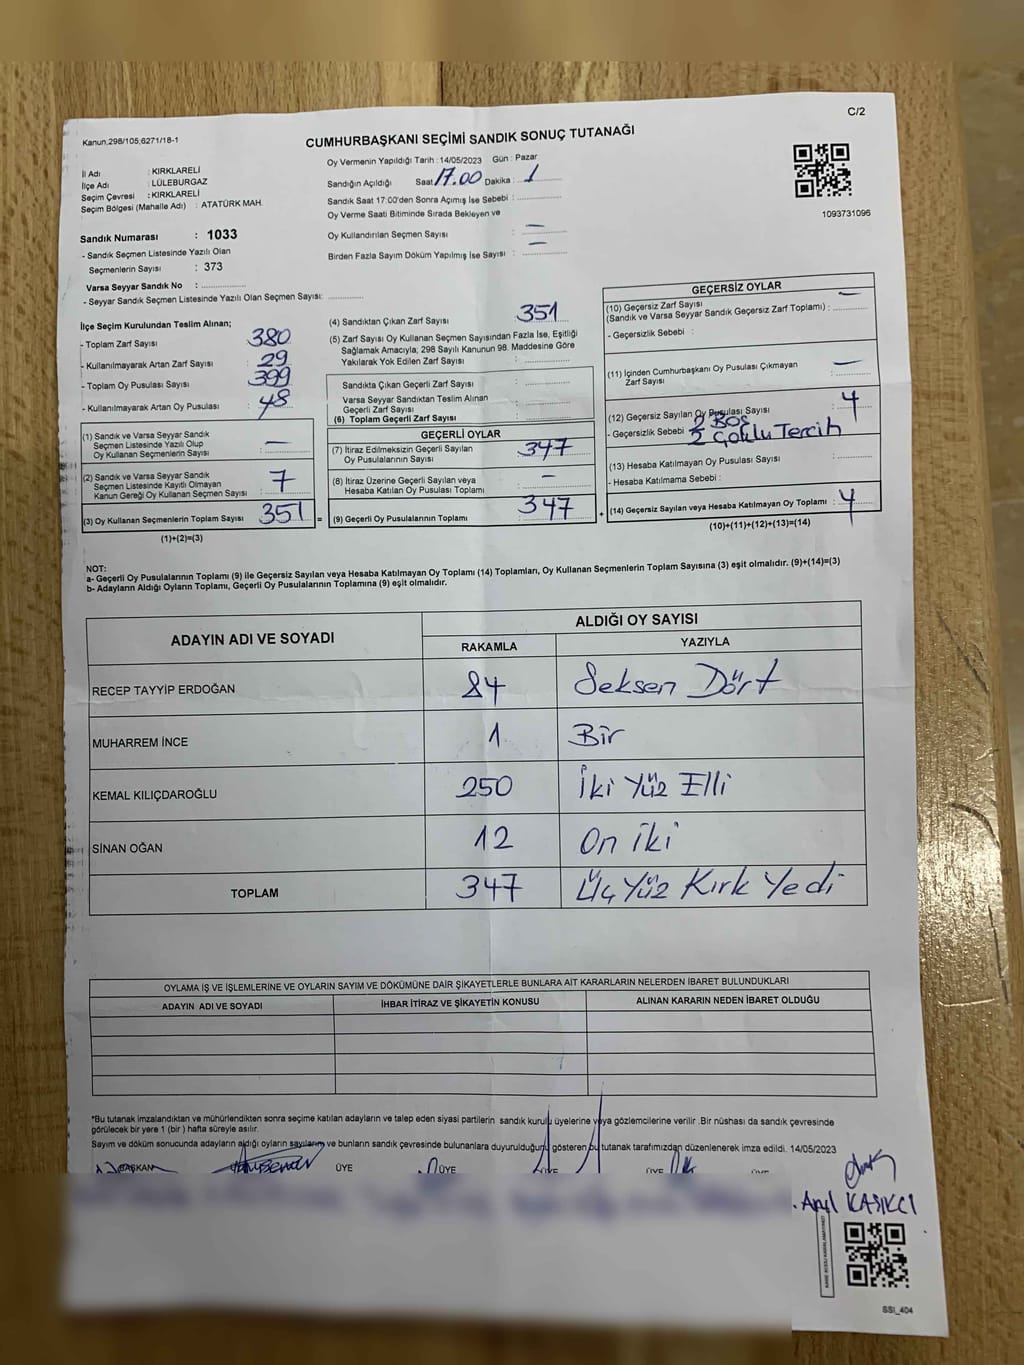 C/2
Kanun.298/105,6271/18-1
CUMHURBAŞKANI SEÇİMİ SANDIK SONUÇ TUTANAĞI
İl Adı : KIRKLARELİ
İlçe Adı : LÜLEBURGAZ
Seçim Çevresi : KIRKLARELİ
Seçim Bölgesi (Mahalle Adı) : ATATÜRK MAH.
Oy Vermenin Yapıldığı Tarih : 14/05/2023 Gün : Pazar
Sandığın Açıldığı Saat 17.00 Dakika : 1
Sandık Saat 17:00'den Sonra Açımış İse Sebebi :
Oy Verme Saati Bitiminde Sırada Bekleyen ve
Oy Kullandırılan Seçmen Sayısı : —
Birden Fazla Sayım Döküm Yapılmış İse Sayısı : —
1093731096
Sandık Numarası : 1033
- Sandık Seçmen Listesinde Yazılı Olan
Seçmenlerin Sayısı : 373
Varsa Seyyar Sandık No :
- Seyyar Sandık Seçmen Listesinde Yazılı Olan Seçmen Sayısı:
İlçe Seçim Kurulundan Teslim Alınan;
- Toplam Zarf Sayısı : 380
- Kullanılmayarak Artan Zarf Sayısı : 29
- Toplam Oy Pusulası Sayısı : 399
- Kullanılmayarak Artan Oy Pusulası : 48
(1) Sandık ve Varsa Seyyar Sandık
Seçmen Listesinde Yazılı Olup
Oy Kullanan Seçmenlerin Sayısı : —
(2) Sandık ve Varsa Seyyar Sandık
Seçmen Listesinde Kayıtlı Olmayan
Kanun Gereği Oy Kullanan Seçmen Sayısı : 7
(3) Oy Kullanan Seçmenlerin Toplam Sayısı 351 =
(1)+(2)=(3)
(4) Sandıktan Çıkan Zarf Sayısı : 351
(5) Zarf Sayısı Oy Kullanan Seçmen Sayısından Fazla İse, Eşitliği
Sağlamak Amacıyla; 298 Sayılı Kanunun 98. Maddesine Göre
Yakılarak Yok Edilen Zarf Sayısı :
Sandıkta Çıkan Geçerli Zarf Sayısı :
Varsa Seyyar Sandıktan Teslim Alınan
Geçerli Zarf Sayısı :
(6) Toplam Geçerli Zarf Sayısı :
GEÇERLİ OYLAR
(7) İtiraz Edilmeksizin Geçerli Sayılan
Oy Pusulalarının Sayısı : 347
(8) İtiraz Üzerine Geçerli Sayılan veya
Hesaba Katılan Oy Pusulası Toplamı : —
(9) Geçerli Oy Pusulalarının Toplamı : 347 +
GEÇERSİZ OYLAR
(10) Geçersiz Zarf Sayısı
(Sandık ve Varsa Seyyar Sandık Geçersiz Zarf Toplamı) : —
- Geçersizlik Sebebi :
(11) İçinden Cumhurbaşkanı Oy Pusulası Çıkmayan
Zarf Sayısı : —
(12) Geçersiz Sayılan Oy Pusulası Sayısı : 4
- Geçersizlik Sebebi 2 Boş
2 Çoklu Tercih
(13) Hesaba Katılmayan Oy Pusulası Sayısı :
- Hesaba Katılmama Sebebi :
(14) Geçersiz Sayılan veya Hesaba Katılmayan Oy Toplamı : 4
(10)+(11)+(12)+(13)=(14)
NOT:
a- Geçerli Oy Pusulalarının Toplamı (9) ile Geçersiz Sayılan veya Hesaba Katılmayan Oy Toplamı (14) Toplamları, Oy Kullanan Seçmenlerin Toplam Sayısına (3) eşit olmalıdır. (9)+(14)=(3)
b- Adayların Aldığı Oyların Toplamı, Geçerli Oy Pusulalarının Toplamına (9) eşit olmalıdır.
ADAYIN ADI VE SOYADI ALDIĞI OY SAYISI
RAKAMLA YAZIYLA
RECEP TAYYİP ERDOĞAN 84 Seksen Dört
MUHARREM İNCE 1 Bir
KEMAL KILIÇDAROĞLU 250 İki Yüz Elli
SİNAN OĞAN 12 On iki
TOPLAM 347 Üç Yüz Kırk Yedi
OYLAMA İŞ VE İŞLEMLERİNE VE OYLARIN SAYIM VE DÖKÜMÜNE DAİR ŞİKAYETLERLE BUNLARA AİT KARARLARIN NELERDEN İBARET BULUNDUKLARI
ADAYIN ADI VE SOYADI İHBAR İTİRAZ VE ŞİKAYETİN KONUSU ALINAN KARARIN NEDEN İBARET OLDUĞU
*Bu tutanak imzalandıktan ve mühürlendikten sonra seçime katılan adayların ve talep eden siyasi partilerin sandık kurulu üyelerine veya gözlemcilerine verilir. Bir nüshası da sandık çevresinde
görülecek bir yere 1 (bir) hafta süreyle asılır.
Sayım ve döküm sonucunda adayların aldığı oyların sayılarını ve bunların sandık çevresinde bulunanlara duyurulduğunu gösteren bu tutanak tarafımızdan düzenlenerek imza edildi. 14/05/2023
BAŞKAN ÜYE ÜYE ÜYE ÜYE ÜYE
Anıl KAŞIKCI
SSI_404